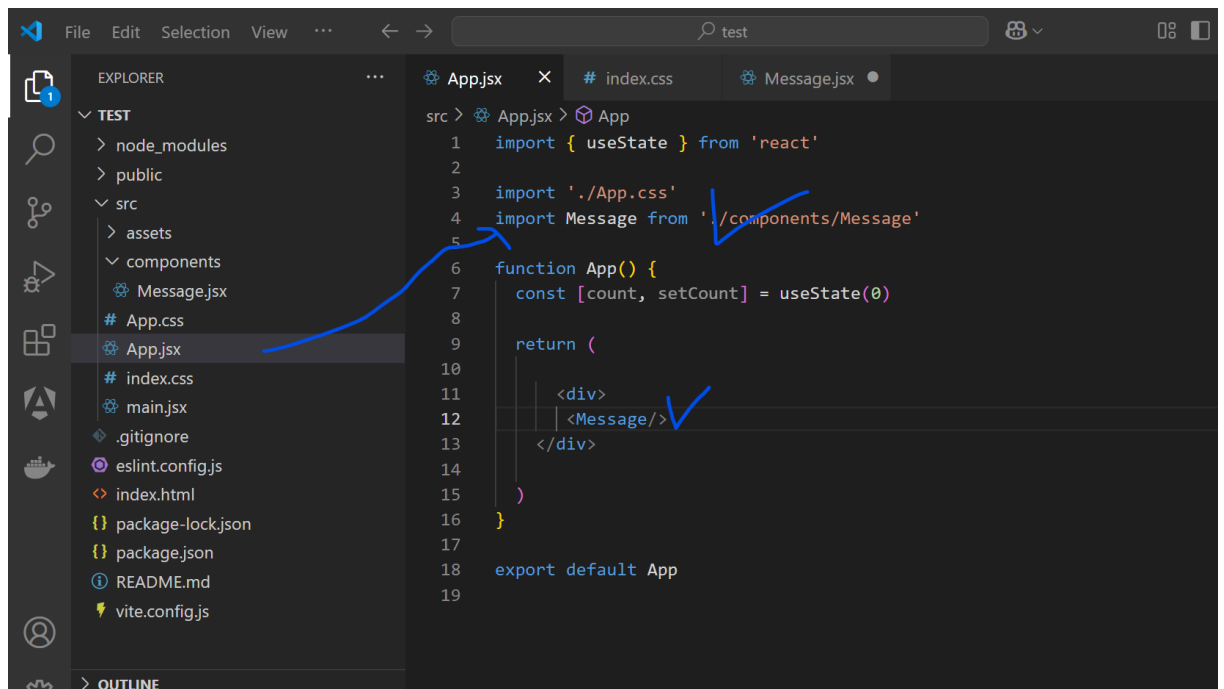 File Edit Selection View ··· ← → test
EXPLORER ···
1
TEST
node_modules
public
src
assets
components
Message.jsx
# App.css
App.jsx
# index.css
main.jsx
.gitignore
eslint.config.js
<> index.html
{} package-lock.json
{} package.json
README.md
vite.config.js
OUTLINE
App.jsx × # index.css Message.jsx ●
src > App.jsx > App
1 import { useState } from 'react'
2
3 import './App.css'
4 import Message from './components/Message'
5
6 function App() {
7 const [count, setCount] = useState(0)
8
9 return (
10
11 <div>
12 <Message/>
13 </div>
14
15 )
16 }
17
18 export default App
19